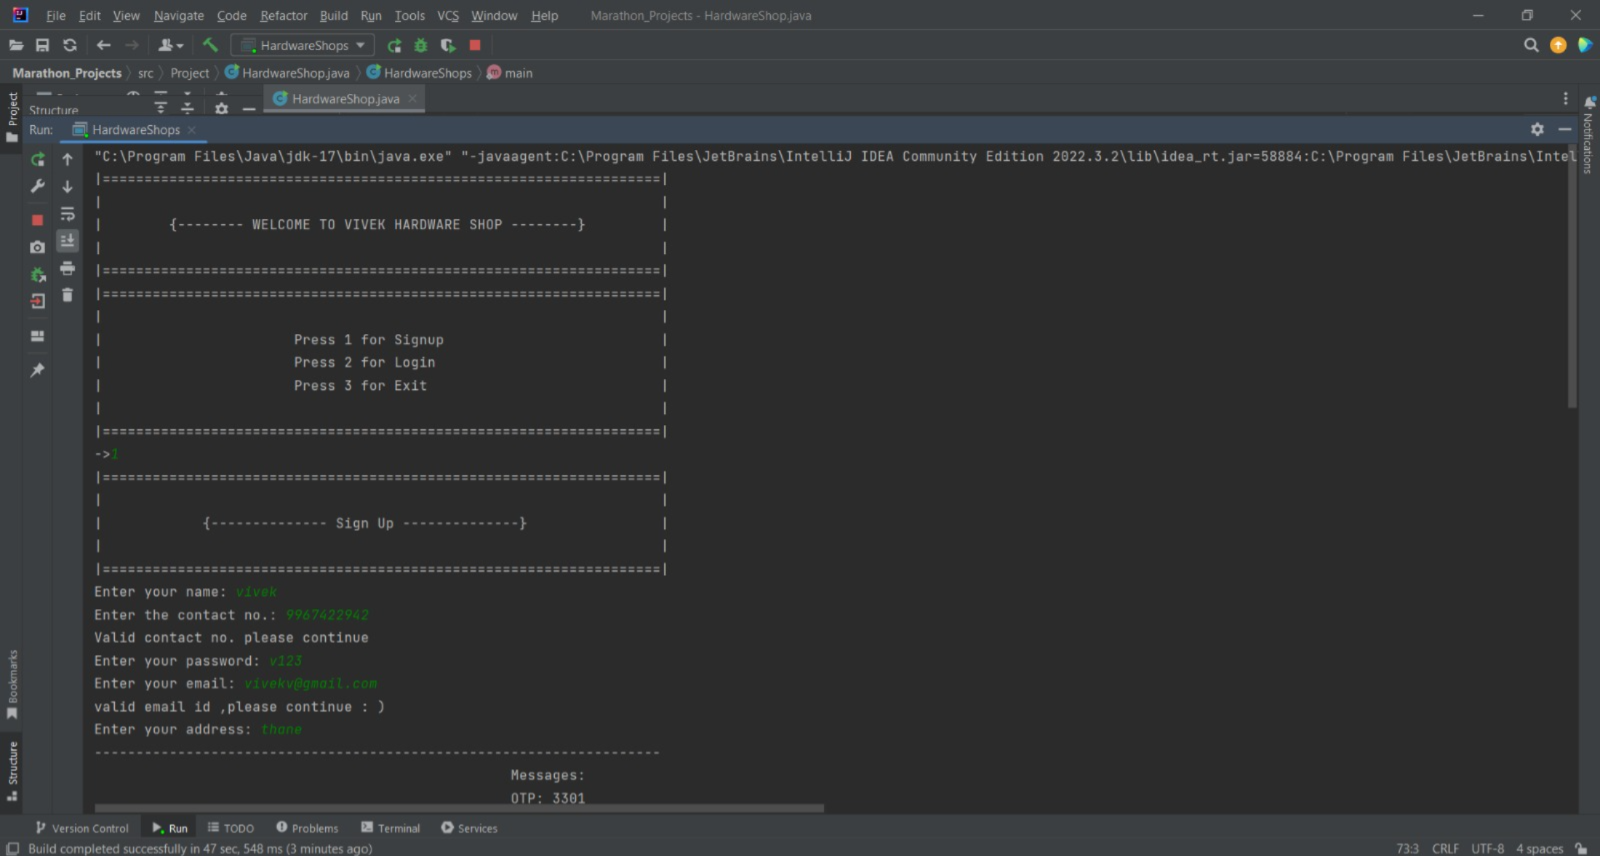 File Edit View Navigate Code Refactor Build Run Tools VCS Window Help Marathon_Projects - HardwareShop.java
HardwareShops
Marathon_Projects src Project HardwareShop.java HardwareShops main
Project
Structure
HardwareShop.java
Run: HardwareShops
Notifications
"C:\Program Files\Java\jdk-17\bin\java.exe" "-javaagent:C:\Program Files\JetBrains\IntelliJ IDEA Community Edition 2022.3.2\lib\idea_rt.jar=58884:C:\Program Files\JetBrains\Intel
|===================================================================|
| |
| {-------- WELCOME TO VIVEK HARDWARE SHOP --------} |
| |
|===================================================================|
|===================================================================|
| |
| Press 1 for Signup |
| Press 2 for Login |
| Press 3 for Exit |
| |
|===================================================================|
->1
|===================================================================|
| |
| {-------------- Sign Up --------------} |
| |
|===================================================================|
Enter your name: vivek
Enter the contact no.: 9967422942
Valid contact no. please continue
Enter your password: v123
Enter your email: vivekv@gmail.com
valid email id ,please continue : )
Enter your address: thane
--------------------------------------------------------------------
Messages:
OTP: 3301
Bookmarks
Structure
Version Control Run TODO Problems Terminal Services
Build completed successfully in 47 sec, 548 ms (3 minutes ago) 73:3 CRLF UTF-8 4 spaces